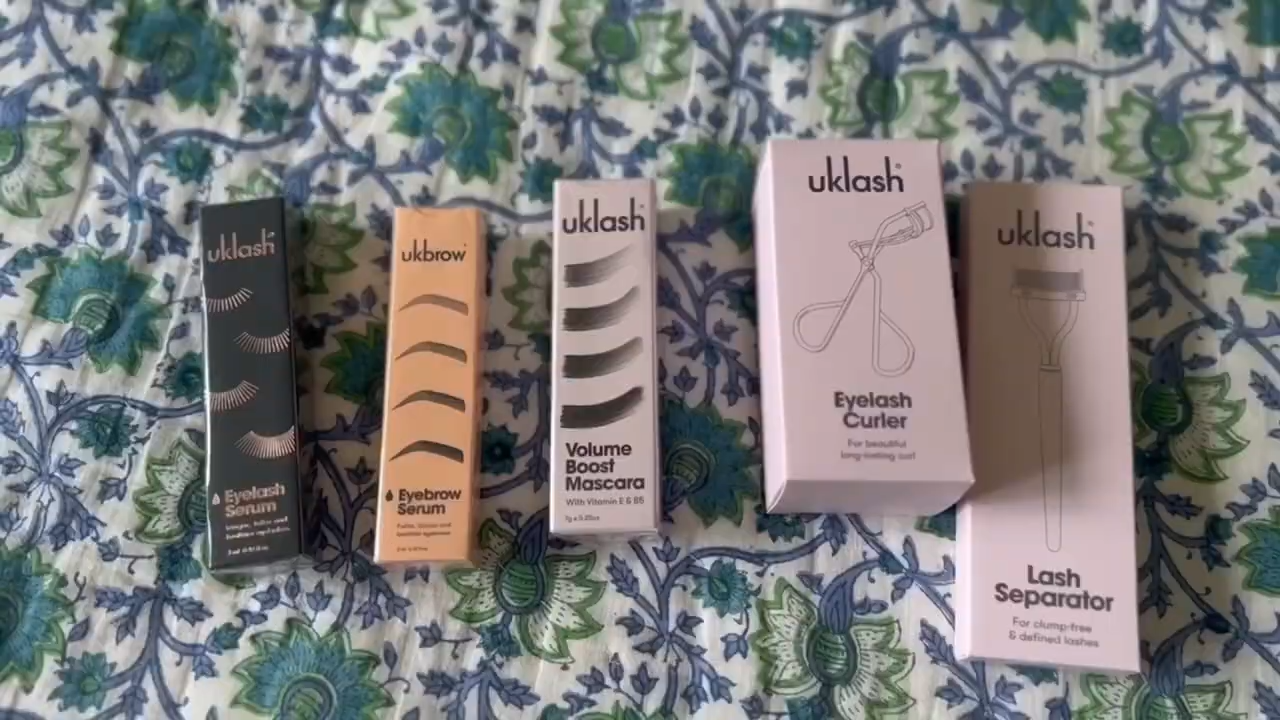 uklash
Eyelash
Serum
ukbrow
Eyebrow
Serum
uklash
Volume
Boost
Mascara
With Vitamin E & B5
uklash
Eyelash
Curler
For beautiful
long-lasting curl
uklash
Lash
Separator
For clump-free
& defined lashes